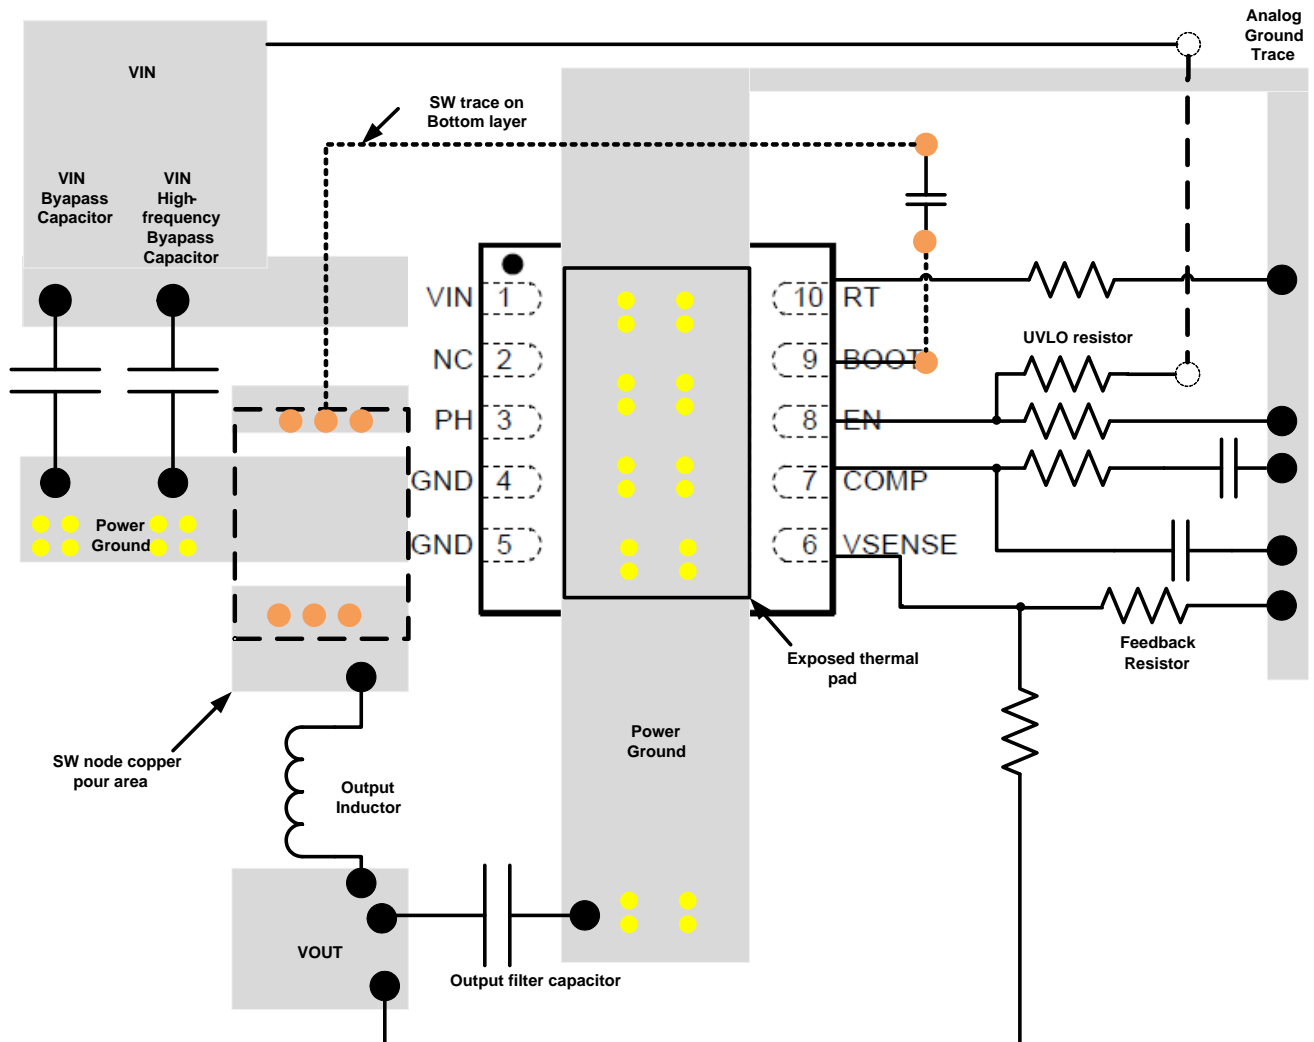 Analog
Ground
Trace
VIN
SW trace on
Bottom layer
VIN
Byapass
Capacitor
VIN
High-
frequency
Byapass
Capacitor
VIN 1
10 RT
NC 2
9 BOOT
UVLO resistor
PH 3
8 EN
GND 4
7 COMP
Power
Ground
GND 5
6 VSENSE
Exposed thermal
pad
Feedback
Resistor
SW node copper
pour area
Power
Ground
Output
Inductor
VOUT
Output filter capacitor